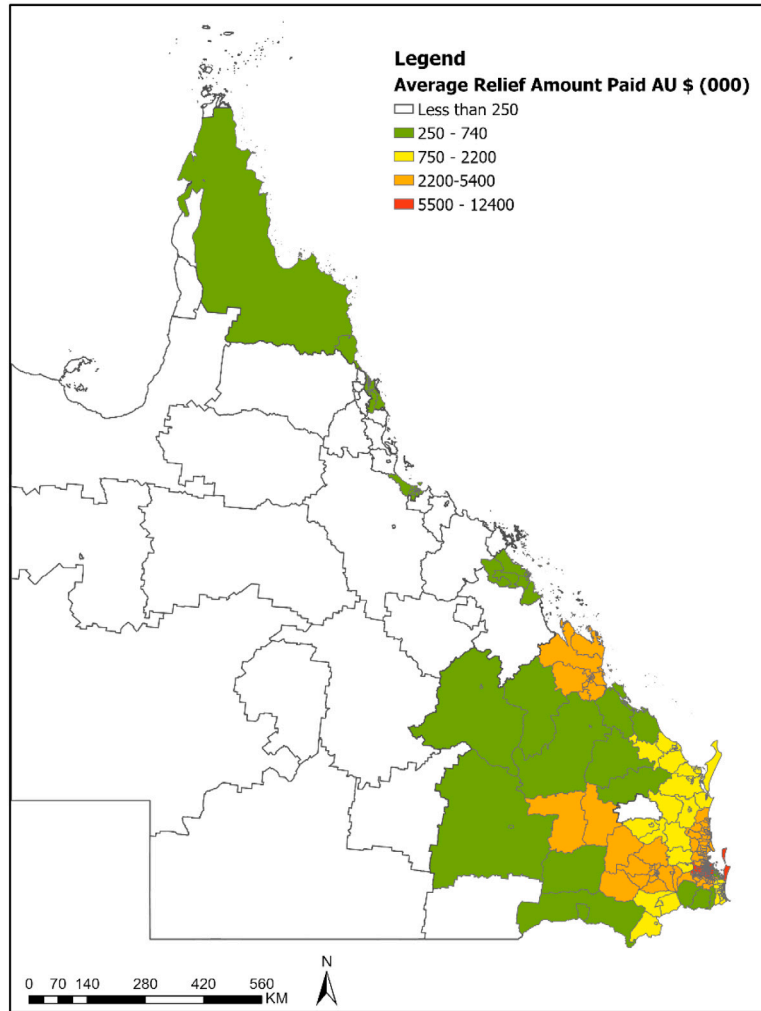 Legend
Average Relief Amount Paid AU $ (000)
Less than 250
250 - 740
750 - 2200
2200-5400
5500 - 12400
N
0 70 140 280 420 560
KM